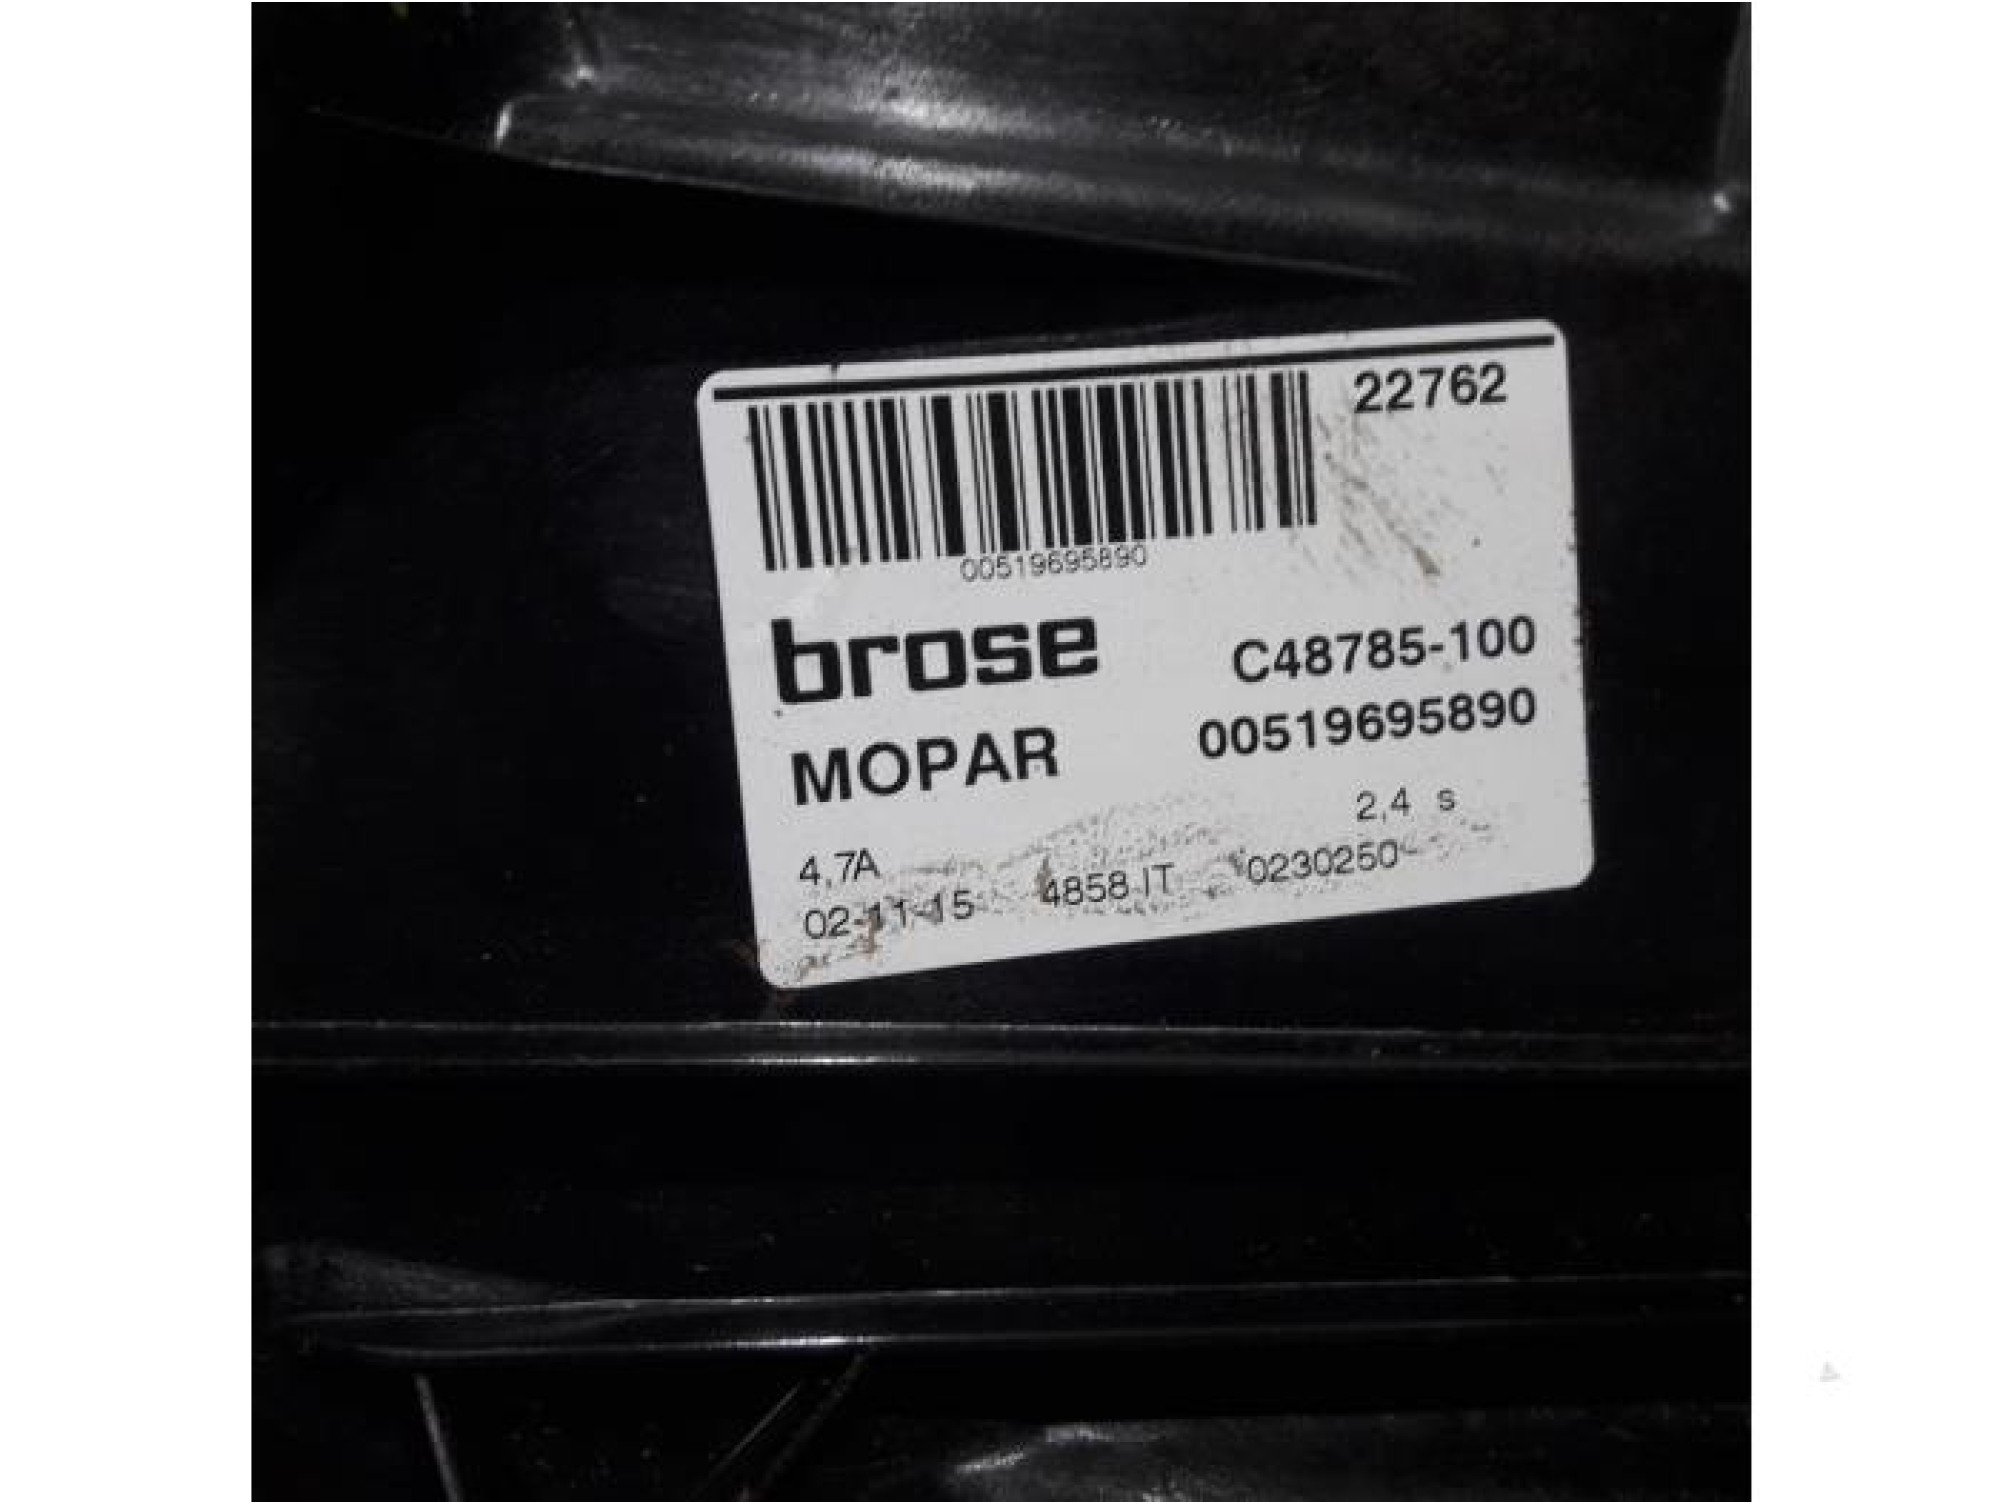 22762
00519695890
brose C48785-100
MOPAR 00519695890
4,7A 2,4 s
02-11-15 4858 IT 0230250